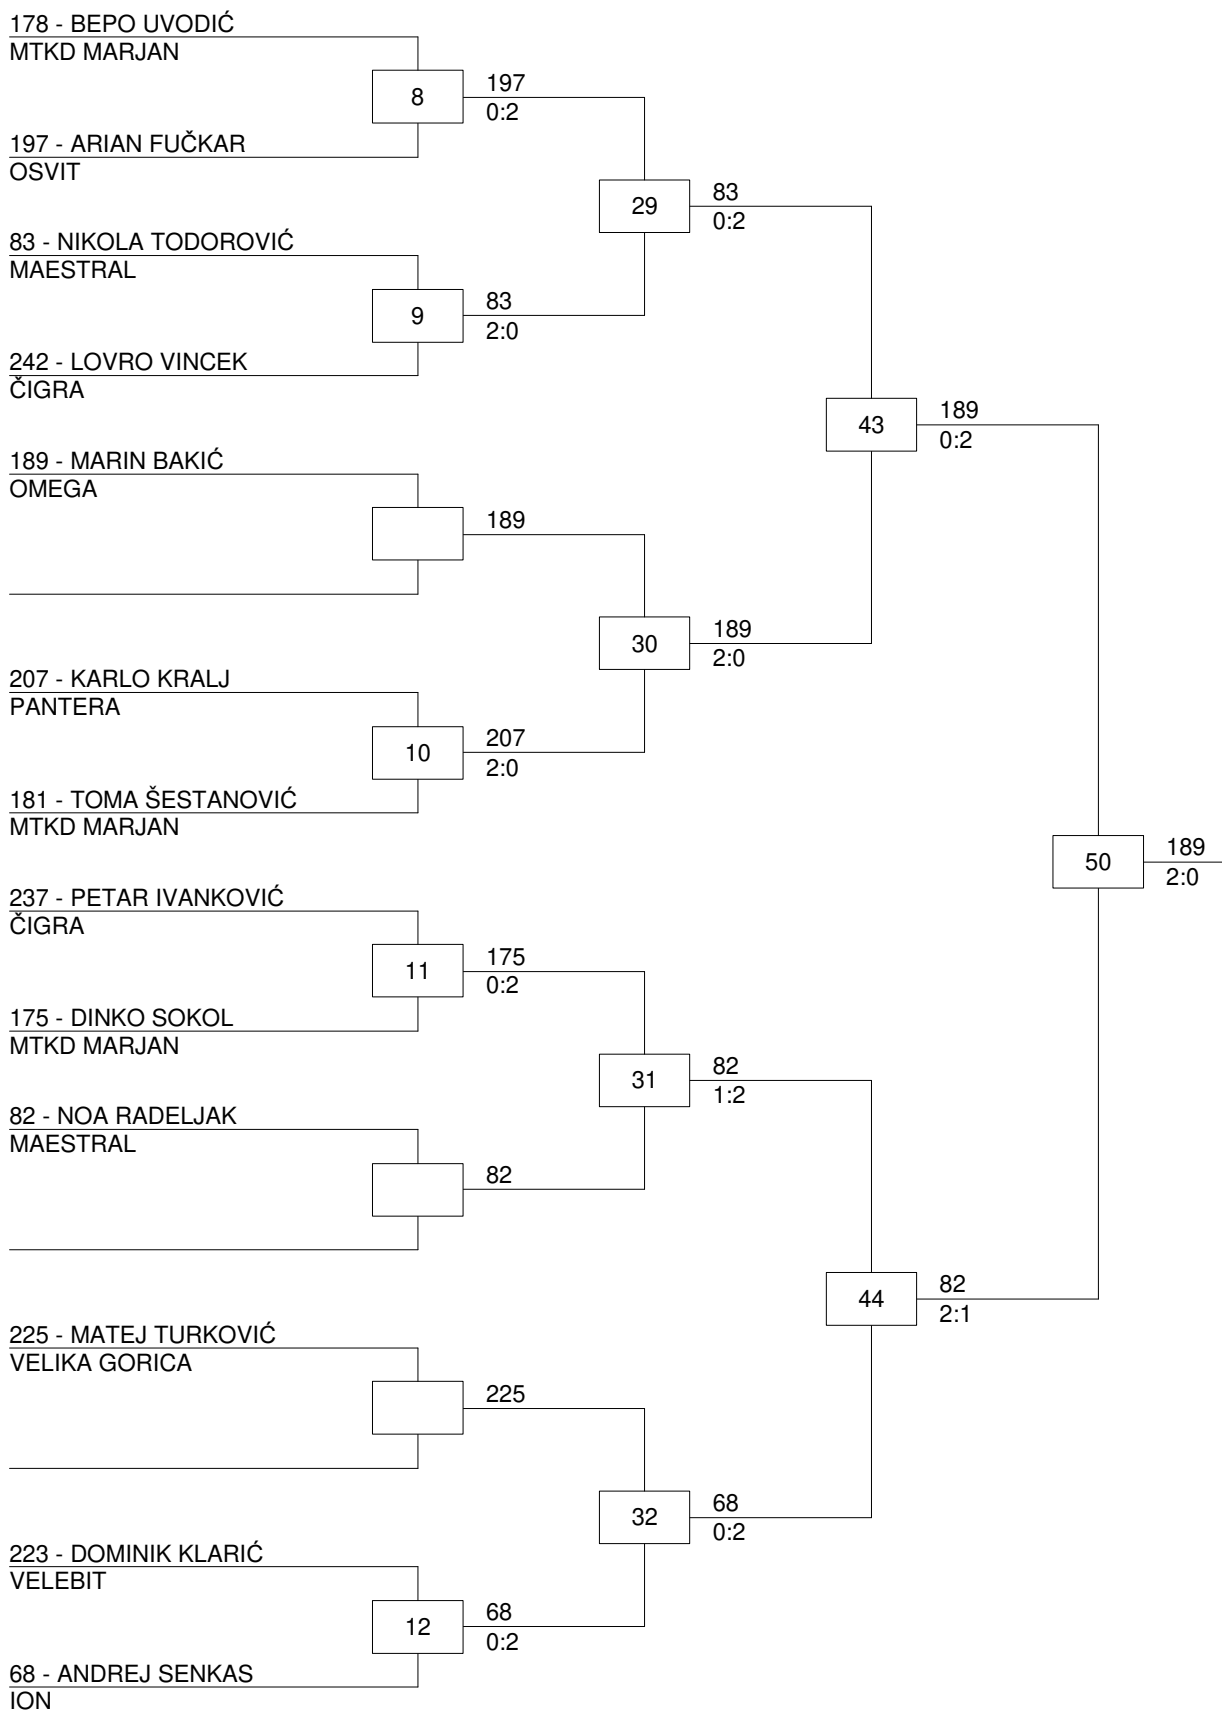 178 - BEPO UVODIĆ
MTKD MARJAN
8
197
0:2
197 - ARIAN FUČKAR
OSVIT
29
83
0:2
83 - NIKOLA TODOROVIĆ
MAESTRAL
9
83
2:0
242 - LOVRO VINCEK
ČIGRA
43
189
0:2
189 - MARIN BAKIĆ
OMEGA
189
30
189
2:0
207 - KARLO KRALJ
PANTERA
10
207
2:0
181 - TOMA ŠESTANOVIĆ
MTKD MARJAN
50
189
2:0
237 - PETAR IVANKOVIĆ
ČIGRA
11
175
0:2
175 - DINKO SOKOL
MTKD MARJAN
31
82
1:2
82 - NOA RADELJAK
MAESTRAL
82
44
82
2:1
225 - MATEJ TURKOVIĆ
VELIKA GORICA
225
32
68
0:2
223 - DOMINIK KLARIĆ
VELEBIT
12
68
0:2
68 - ANDREJ SENKAS
ION